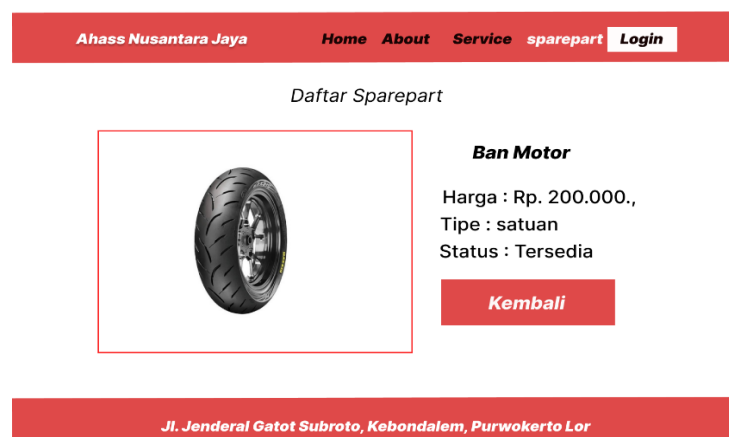 Ahass Nusantara Jaya Home About Service sparepart Login
Daftar Sparepart
Ban Motor
Harga : Rp. 200.000.,
Tipe : satuan
Status : Tersedia
Kembali
Jl. Jenderal Gatot Subroto, Kebondalem, Purwokerto Lor